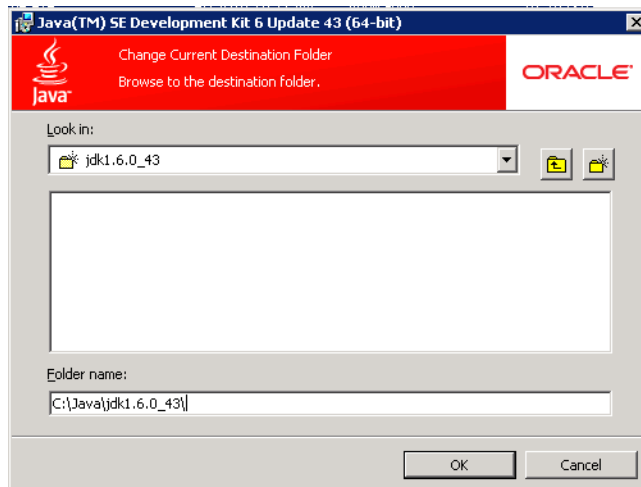 Java(TM) SE Development Kit 6 Update 43 (64-bit)
Change Current Destination Folder
Browse to the destination folder.
Java™
ORACLE®
Look in:
jdk1.6.0_43
Folder name:
C:\Java\jdk1.6.0_43\
OK
Cancel